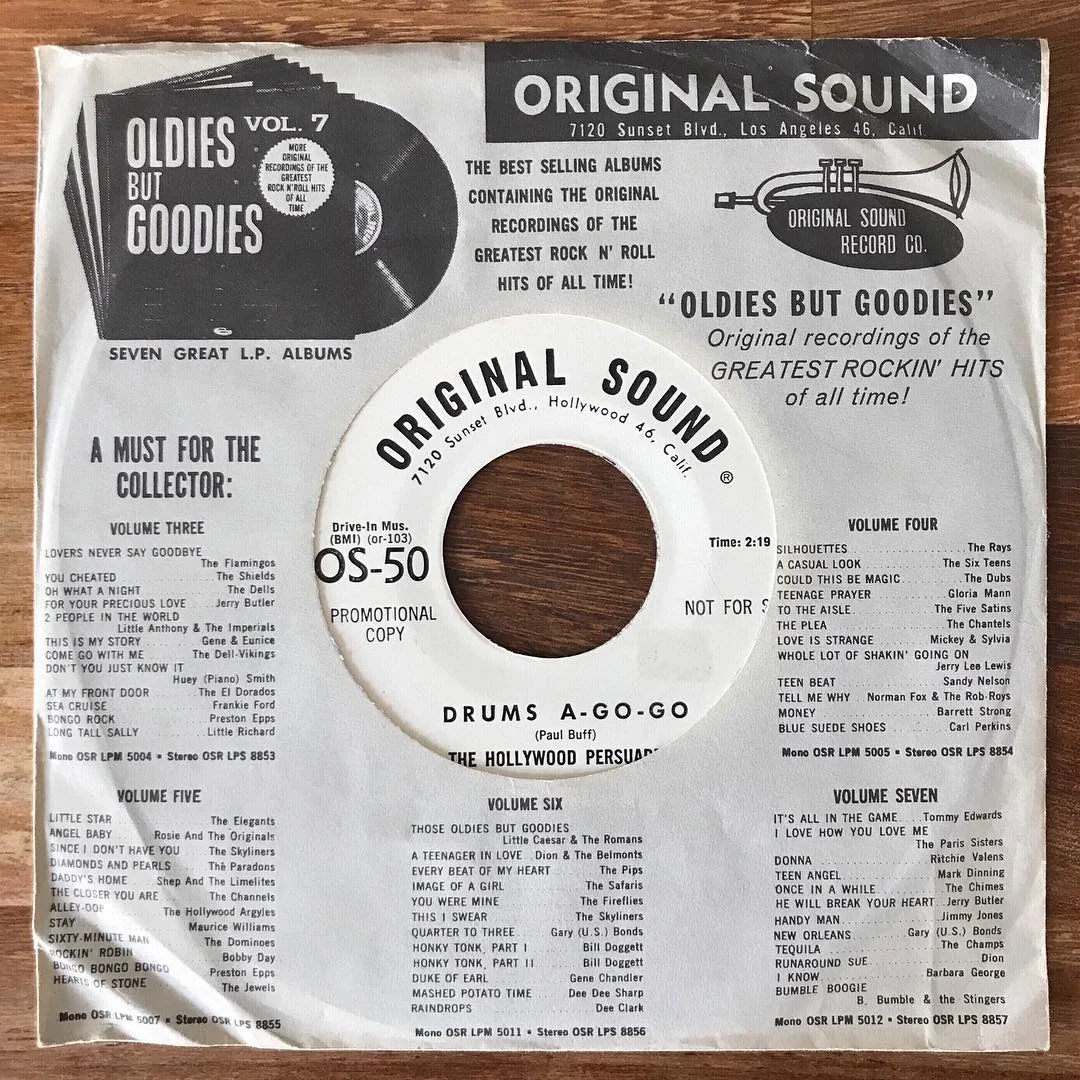 OLDIES
BUT
GOODIES
VOL. 7
MORE
ORIGINAL
RECORDINGS OF THE
GREATEST
ROCK N'ROLL HITS
OF ALL
TIME
SEVEN GREAT L.P. ALBUMS
ORIGINAL SOUND
7120 Sunset Blvd., Los Angeles 46, Calif.
THE BEST SELLING ALBUMS
CONTAINING THE ORIGINAL
RECORDINGS OF THE
GREATEST ROCK N' ROLL
HITS OF ALL TIME!
ORIGINAL SOUND
RECORD CO.
"OLDIES BUT GOODIES"
Original recordings of the
GREATEST ROCKIN' HITS
of all time!
ORIGINAL SOUND ®
7120 Sunset Blvd., Hollywood 46, Calif.
Drive-In Mus.
(BMI) (or-103)
OS-50
PROMOTIONAL
COPY
Time: 2:19
NOT FOR S
DRUMS A-GO-GO
(Paul Buff)
THE HOLLYWOOD PERSUAD
A MUST FOR THE
COLLECTOR:
VOLUME THREE
LOVERS NEVER SAY GOODBYE
The Flamingos
YOU CHEATED The Shields
OH WHAT A NIGHT The Dells
FOR YOUR PRECIOUS LOVE Jerry Butler
2 PEOPLE IN THE WORLD
Little Anthony & The Imperials
THIS IS MY STORY Gene & Eunice
COME GO WITH ME The Dell-Vikings
DON'T YOU JUST KNOW IT
Huey (Piano) Smith
AT MY FRONT DOOR The El Dorados
SEA CRUISE Frankie Ford
BONGO ROCK Preston Epps
LONG TALL SALLY Little Richard
Mono OSR LPM 5004 • Stereo OSR LPS 8853
VOLUME FOUR
SILHOUETTES The Rays
A CASUAL LOOK The Six Teens
COULD THIS BE MAGIC The Dubs
TEENAGE PRAYER Gloria Mann
TO THE AISLE The Five Satins
THE PLEA The Chantels
LOVE IS STRANGE Mickey & Sylvia
WHOLE LOT OF SHAKIN' GOING ON
Jerry Lee Lewis
TEEN BEAT Sandy Nelson
TELL ME WHY Norman Fox & The Rob-Roys
MONEY Barrett Strong
BLUE SUEDE SHOES Carl Perkins
Mono OSR LPM 5005 • Stereo OSR LPS 8854
VOLUME FIVE
LITTLE STAR The Elegants
ANGEL BABY Rosie And The Originals
SINCE I DON'T HAVE YOU The Skyliners
DIAMONDS AND PEARLS The Paradons
DADDY'S HOME Shep And The Limelites
THE CLOSER YOU ARE The Channels
ALLEY-OOP The Hollywood Argyles
STAY Maurice Williams
SIXTY-MINUTE MAN The Dominoes
ROCKIN' ROBIN Bobby Day
BONGO BONGO BONGO Preston Epps
HEARTS OF STONE The Jewels
Mono OSR LPM 5007 • Stereo OSR LPS 8855
VOLUME SIX
THOSE OLDIES BUT GOODIES
Little Caesar & The Romans
A TEENAGER IN LOVE Dion & The Belmonts
EVERY BEAT OF MY HEART The Pips
IMAGE OF A GIRL The Safaris
YOU WERE MINE The Fireflies
THIS I SWEAR The Skyliners
QUARTER TO THREE Gary (U.S.) Bonds
HONKY TONK, PART I Bill Doggett
HONKY TONK, PART II Bill Doggett
DUKE OF EARL Gene Chandler
MASHED POTATO TIME Dee Dee Sharp
RAINDROPS Dee Clark
Mono OSR LPM 5011 • Stereo OSR LPS 8856
VOLUME SEVEN
IT'S ALL IN THE GAME Tommy Edwards
I LOVE HOW YOU LOVE ME
The Paris Sisters
DONNA Ritchie Valens
TEEN ANGEL Mark Dinning
ONCE IN A WHILE The Chimes
HE WILL BREAK YOUR HEART Jerry Butler
HANDY MAN Jimmy Jones
NEW ORLEANS Gary (U.S.) Bonds
TEQUILA The Champs
RUNAROUND SUE Dion
I KNOW Barbara George
BUMBLE BOOGIE
B. Bumble & the Stingers
Mono OSR LPM 5012 • Stereo OSR LPS 8857